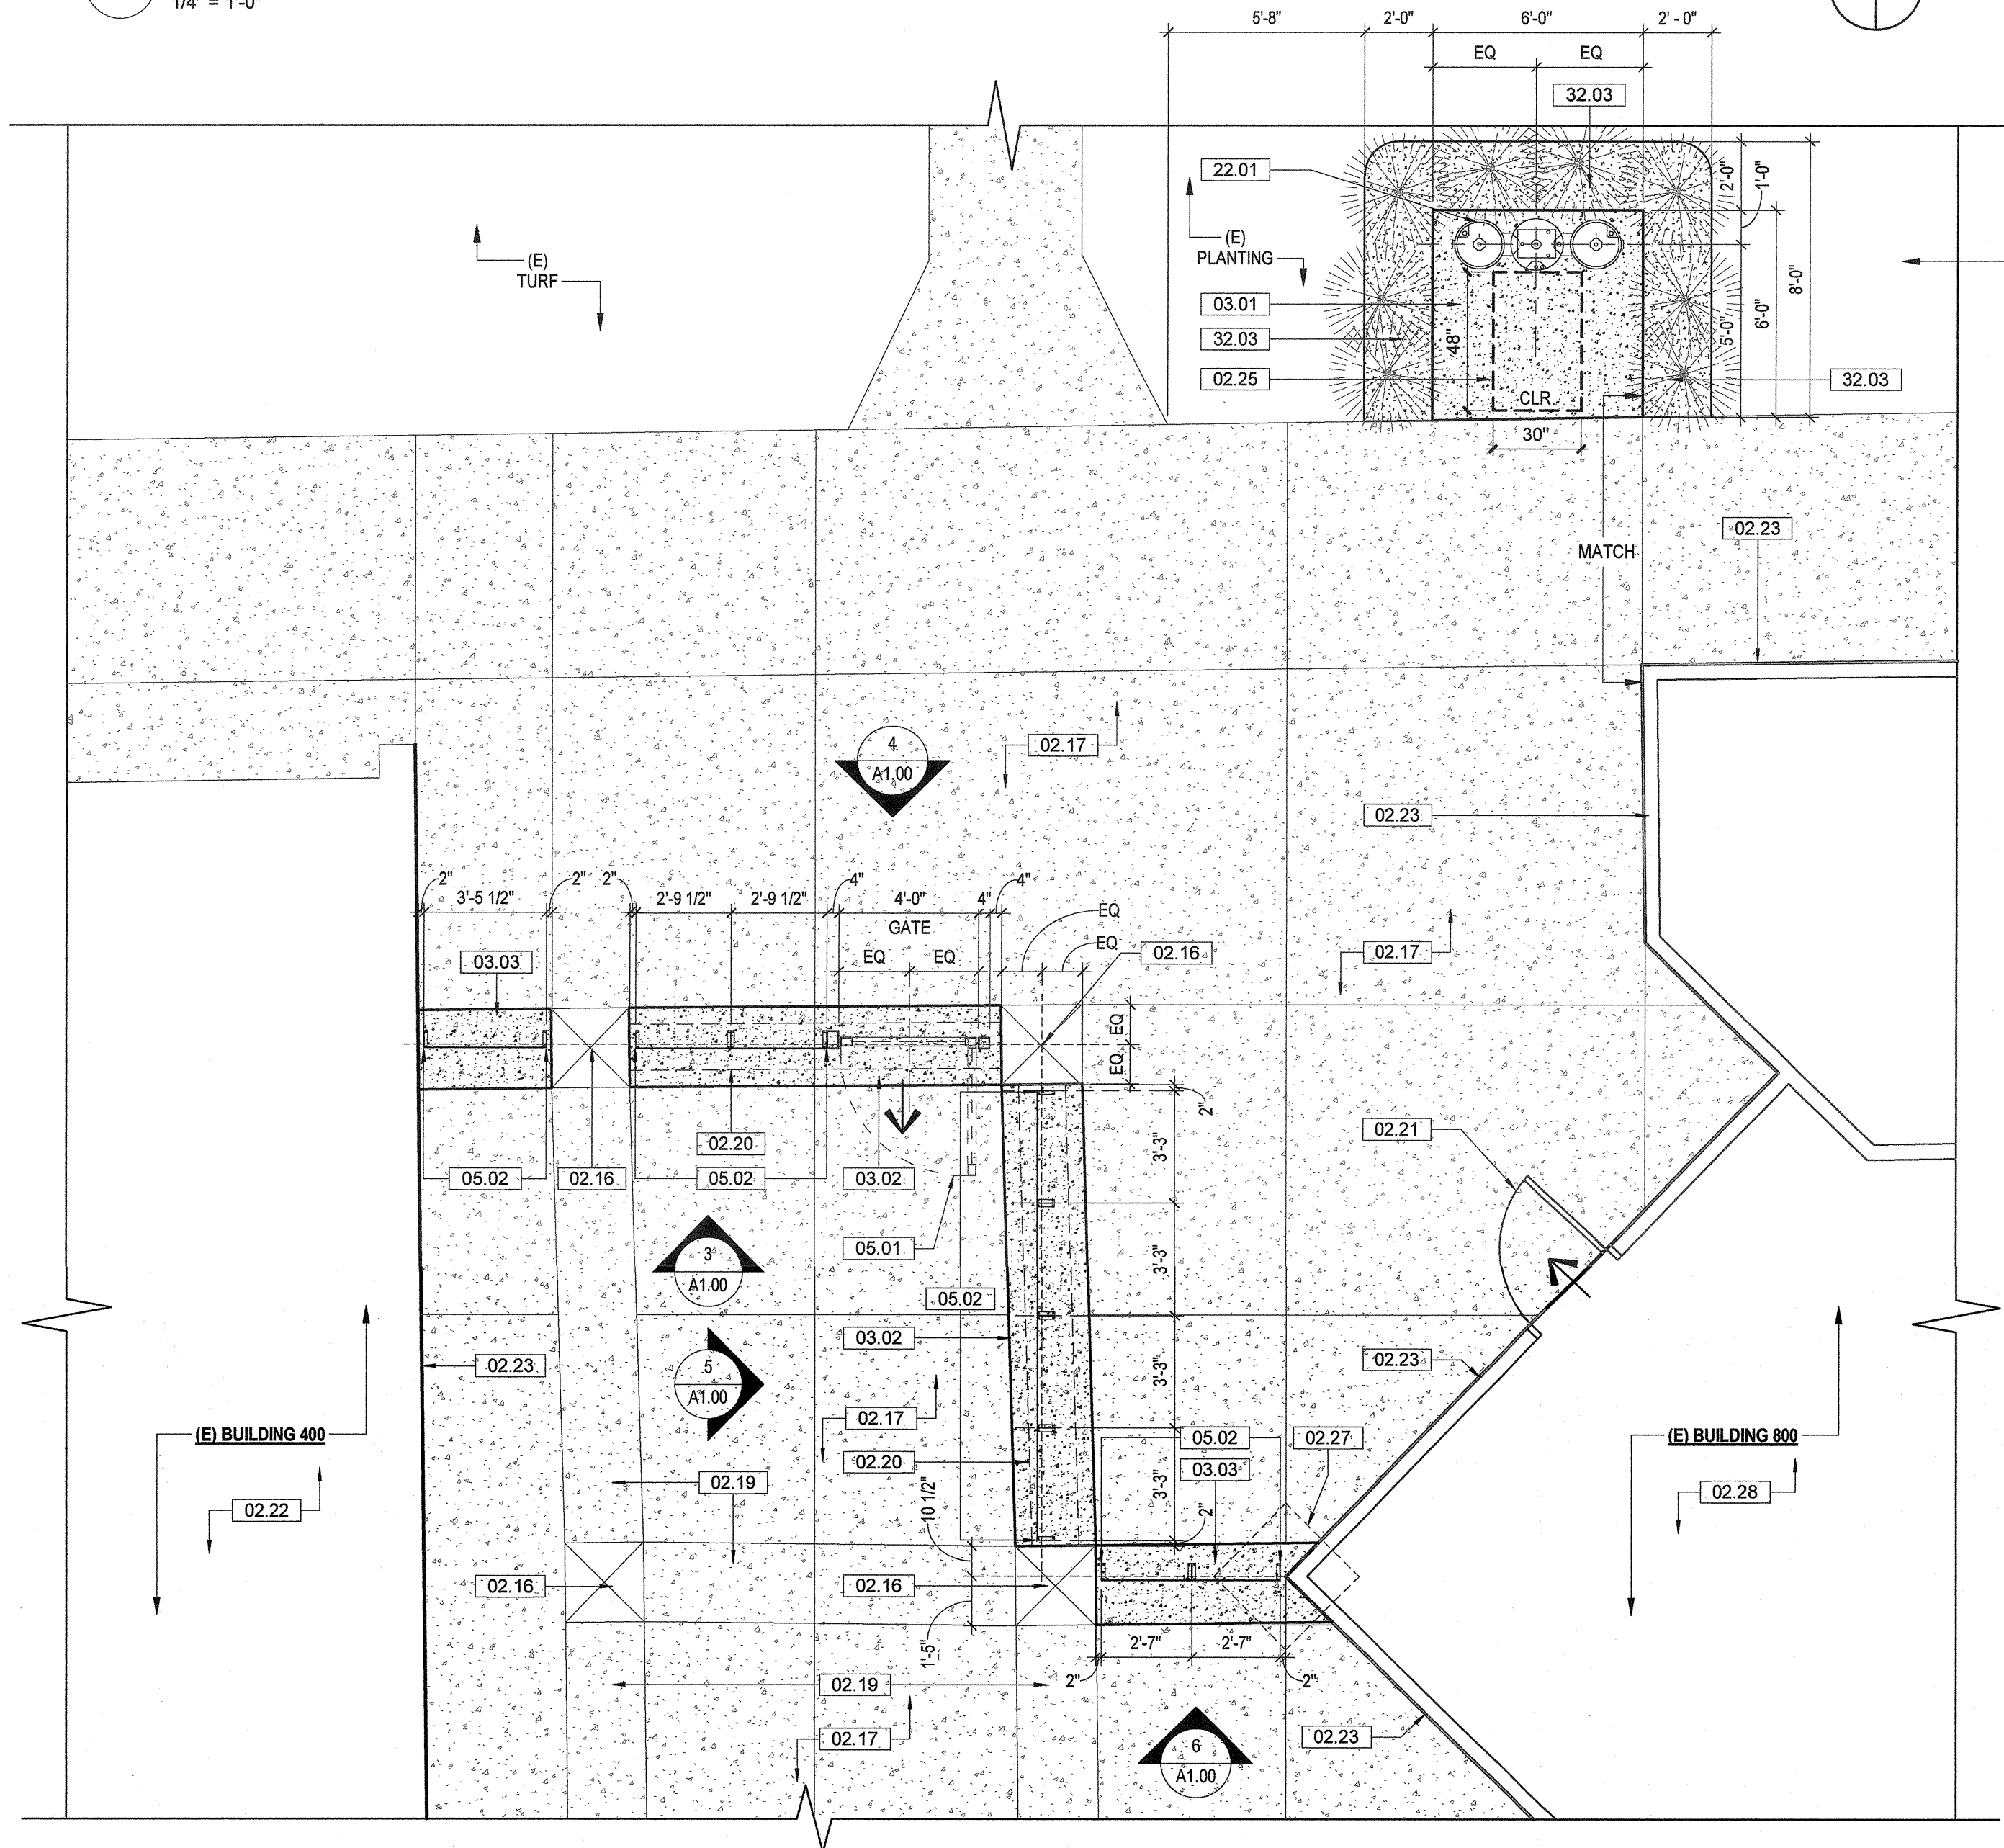 1/4" = 1'-0"
5'-8" 2'-0" 6'-0" 2' - 0"
EQ EQ
32.03
22.01
2'-0"
1'-0"
(E)
TURF
(E)
PLANTING
03.01
32.03
02.25
48"
CLR.
30"
5'-0"
6'-0"
8'-0"
32.03
MATCH
02.23
4
A1.00
02.17
02.23
2" 2" 2" 4" 4"
3'-5 1/2" 2'-9 1/2" 2'-9 1/2" 4'-0" 4"
GATE
EQ EQ
EQ
EQ
02.16
02.17
03.03
EQ
EQ
2"
02.20
05.02 02.16 05.02 03.02
3'-3"
02.21
3
A1.00
05.01
3'-3"
05.02
03.02
02.23
5
A1.00
3'-3"
02.23
02.17
02.20
05.02 02.27
03.03
(E) BUILDING 400
02.22
(E) BUILDING 800
02.28
02.19
10 1/2"
3'-3"
2"
02.16
02.16
1'-5"
2'-7" 2'-7"
2" 2"
02.19
02.17
6
A1.00
02.23